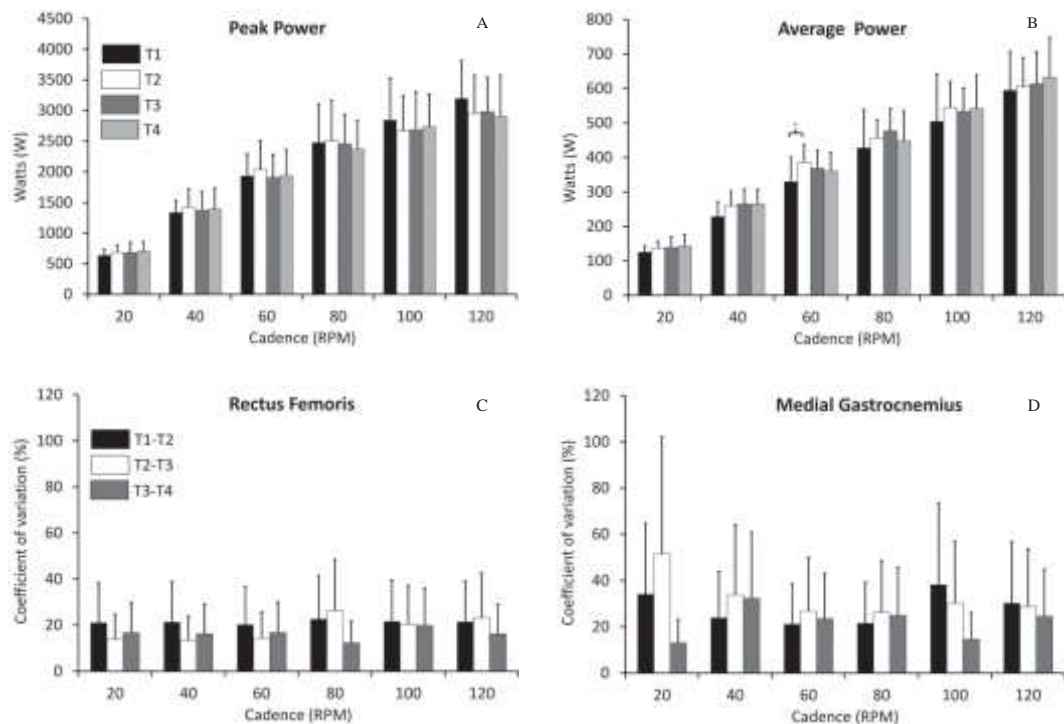 Peak Power
A
4500
4000
3500
3000
2500
2000
1500
1000
500
0
Watts (W)
T1
T2
T3
T4
20 40 60 80 100 120
Cadence (RPM)
Average Power
B
800
700
600
500
400
300
200
100
0
Watts (W)
20 40 60 80 100 120
Cadence (RPM)
Rectus Femoris
C
120
100
80
60
40
20
0
Coefficient of variation (%)
T1-T2
T2-T3
T3-T4
20 40 60 80 100 120
Cadence (RPM)
Medial Gastrocnemius
D
120
100
80
60
40
20
0
Coefficient of variation (%)
20 40 60 80 100 120
Cadence (RPM)